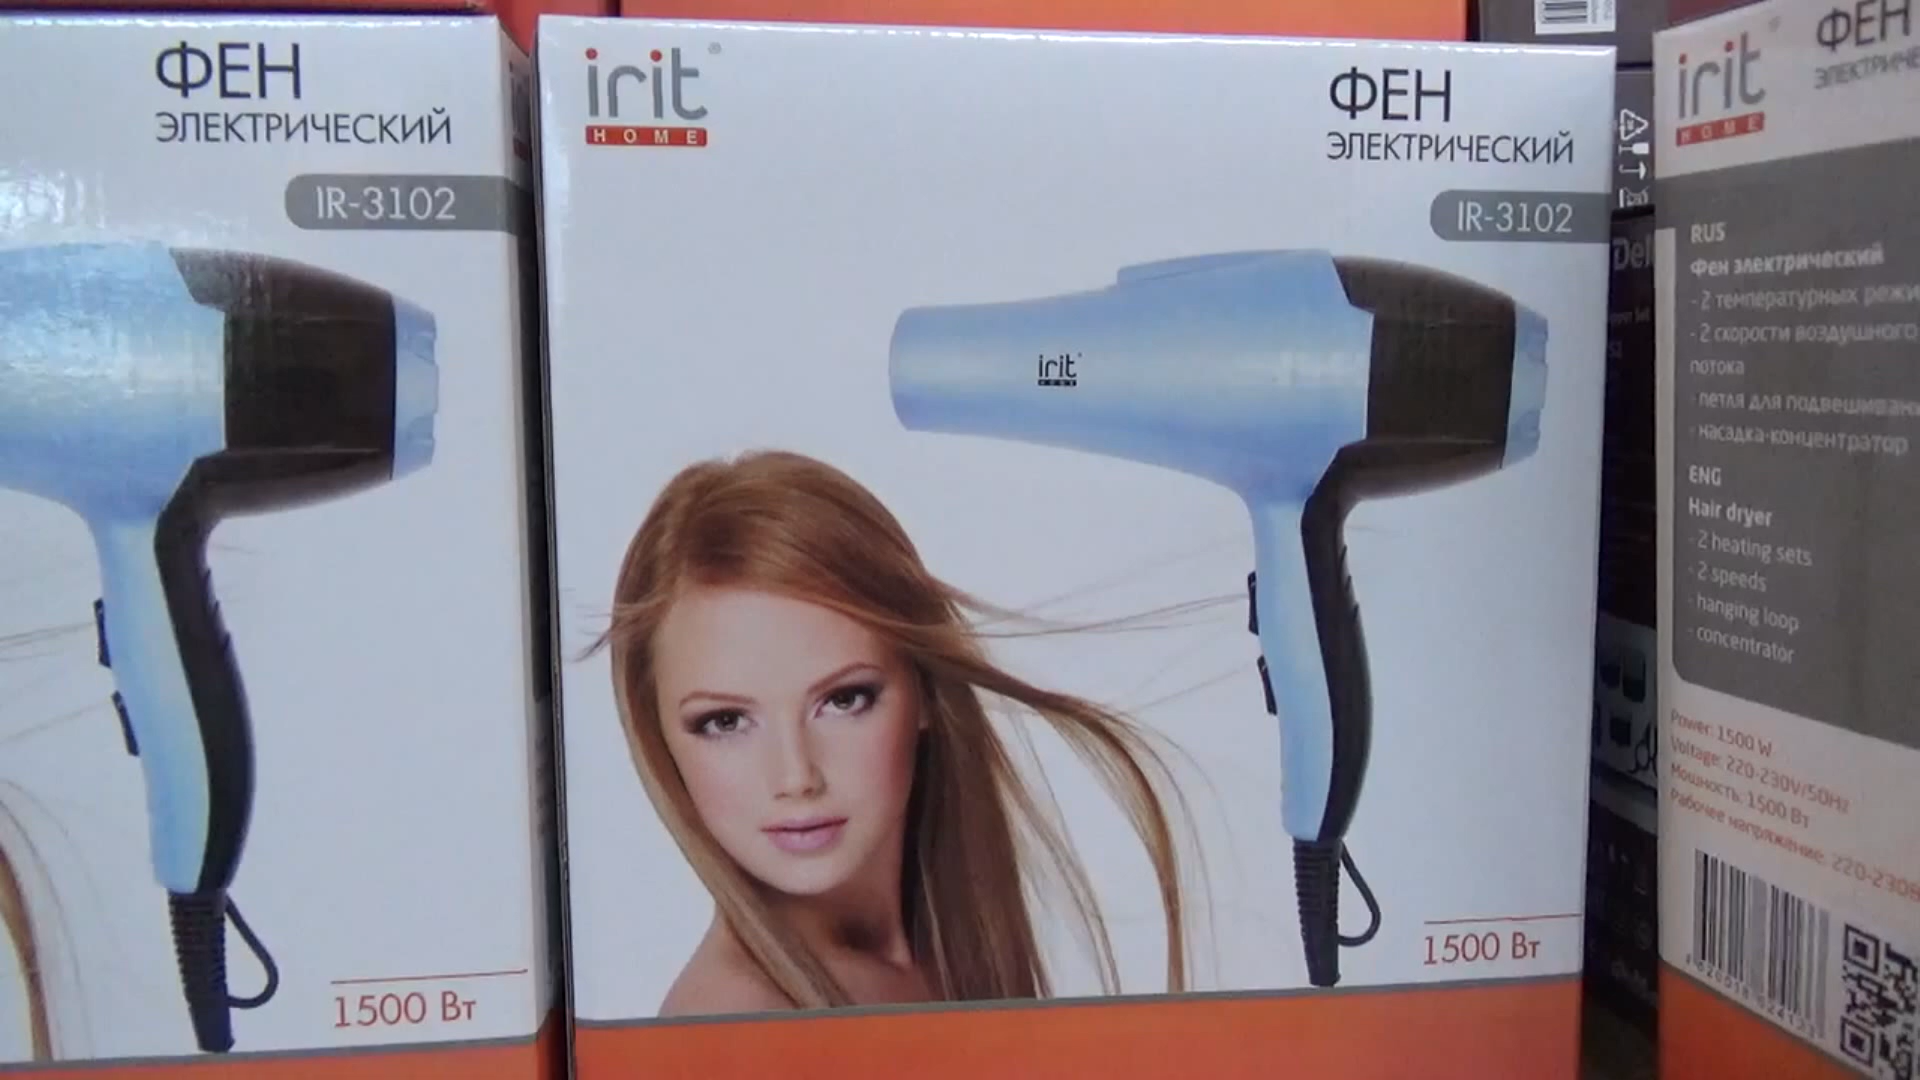 ФЕН
ЭЛЕКТРИЧЕСКИЙ
IR-3102
1500 Вт
irit®
HOME
ФЕН
ЭЛЕКТРИЧЕСКИЙ
IR-3102
irit
HOME
1500 Вт
irit
HOME
ФЕН
RUS
Фен электрический
- 2 температурных
- 2 скорости воздушного
потока
- петля для
- насадка-концентратор
ENG
Hair dryer
- 2 heating sets
- 2 speeds
- hanging loop
- concentrator
Power: 1500 W
Voltage: 220-230V/50Hz
Мощность: 1500 Вт
Рабочее напряжение: 220-230В